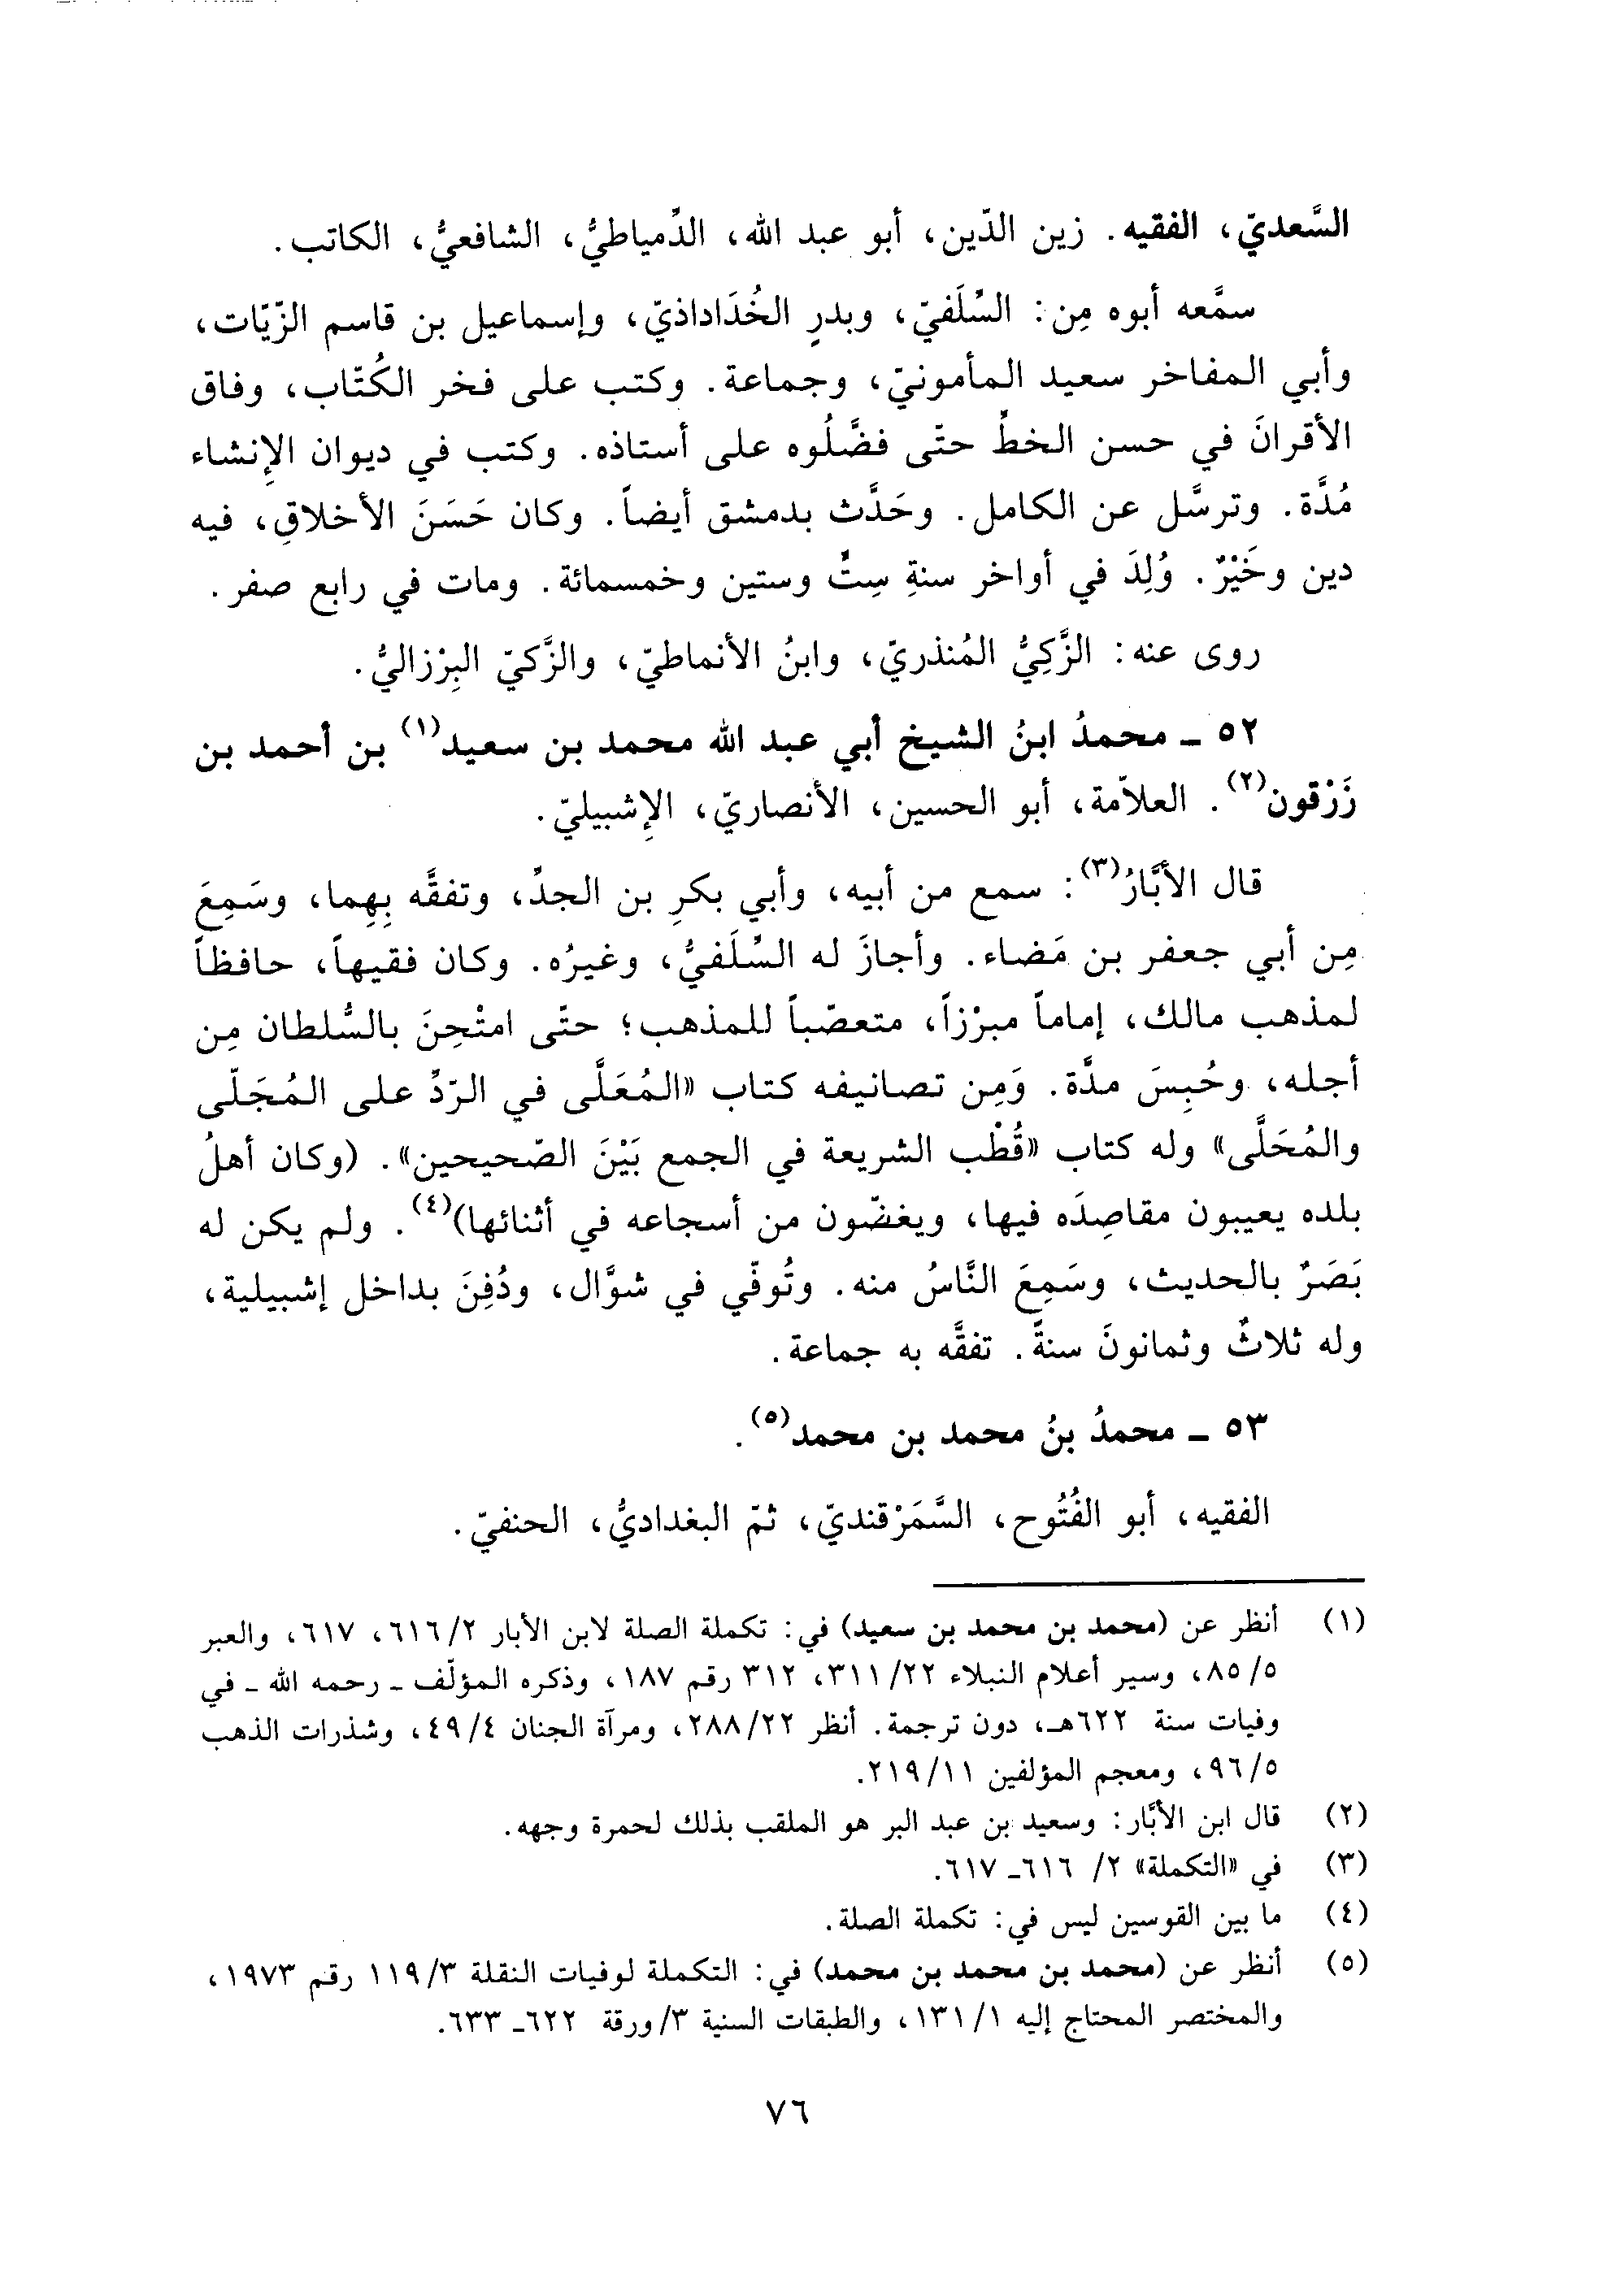 السَّعديّ، الفقيه. زين الدّين، أبو عبد الله، الدِّمياطيُّ، الشافعيُّ، الكاتب.
سمَّعه أبوه مِن: السِّلَفيّ، وبدرٍ الخُدَاداذيّ، وإسماعيل بن قاسم الزّيّات،
وأبي المفاخر سعيد المأمونيّ، وجماعة. وكتب على فخر الكُتّاب، وفاق
الأقرانَ في حسن الخطِّ حتّى فضَّلُوه على أستاذه. وكتب في ديوان الإِنشاء
مُدَّة. وترسَّل عن الكامل. وحَدَّث بدمشق أيضاً. وكان حَسَنَ الأخلاقِ، فيه
دين وخَيْرٌ. وُلِدَ في أواخر سنةِ سِتٍّ وستين وخمسمائة. ومات في رابع صفر.
روى عنه: الزَّكِيُّ المُنذريّ، وابنُ الأنماطيّ، والزَّكيّ البِرْزاليُّ.
٥٢ ـ محمدُ ابنُ الشيخ أبي عبد الله محمد بن سعيد(١) بن أحمد بن
زَرْقون(٢). العلاّمة، أبو الحسين، الأنصاريّ، الإِشبيليّ.
قال الأبَّارُ(٣): سمع من أبيه، وأبي بكرِ بن الجدِّ، وتفقَّه بِهِما، وسَمِعَ
مِن أبي جعفر بن مَضاء. وأجازَ له السِّلَفيُّ، وغيرُه. وكان فقيهاً، حافظاً
لمذهب مالك، إماماً مبرْزاً، متعصّباً للمذهب؛ حتّى امتْحِنَ بالسُّلطان مِن
أجله، وحُبِسَ مدَّة. وَمِن تصانيفه كتاب «المُعَلَّى في الرّدِّ على المُجَلّى
والمُحَلَّى» وله كتاب «قُطْب الشريعة في الجمع بَيْنَ الصّحيحين». (وكان أهلُ
بلده يعيبون مقاصِدَه فيها، ويغضّون من أسجاعه في أثنائها)(٤). ولم يكن له
بَصَرٌ بالحديث، وسَمِعَ النَّاسُ منه. وتُوفّي في شوَّال، ودُفِنَ بداخل إشبيلية،
وله ثلاثٌ وثمانونَ سنةً. تفقَّه به جماعة.
٥٣ ـ محمدُ بنُ محمد بن محمد(٥).
الفقيه، أبو الفُتُوح، السَّمَرْقنديّ، ثمّ البغداديُّ، الحنفيّ.
(١) أنظر عن (محمد بن محمد بن سعيد) في: تكملة الصلة لابن الأبار ٢/ ٦١٦، ٦١٧، والعبر
٥/ ٨٥، وسير أعلام النبلاء ٢٢/ ٣١١، ٣١٢ رقم ١٨٧، وذكره المؤلّف ـ رحمه الله ـ في
وفيات سنة ٦٢٢هـ، دون ترجمة. أنظر ٢٢/ ٢٨٨، ومرآة الجنان ٤/ ٤٩، وشذرات الذهب
٥/ ٩٦، ومعجم المؤلفين ١١/ ٢١٩.
(٢) قال ابن الأبَّار: وسعيد بن عبد البر هو الملقب بذلك لحمرة وجهه.
(٣) في «التكملة» ٢/ ٦١٦ـ ٦١٧.
(٤) ما بين القوسين ليس في: تكملة الصلة.
(٥) أنظر عن (محمد بن محمد بن محمد) في: التكملة لوفيات النقلة ٣/ ١١٩ رقم ١٩٧٣،
والمختصر المحتاج إليه ١/ ١٣١، والطبقات السنية ٣/ ورقة ٦٢٢ـ ٦٣٣.
٧٦